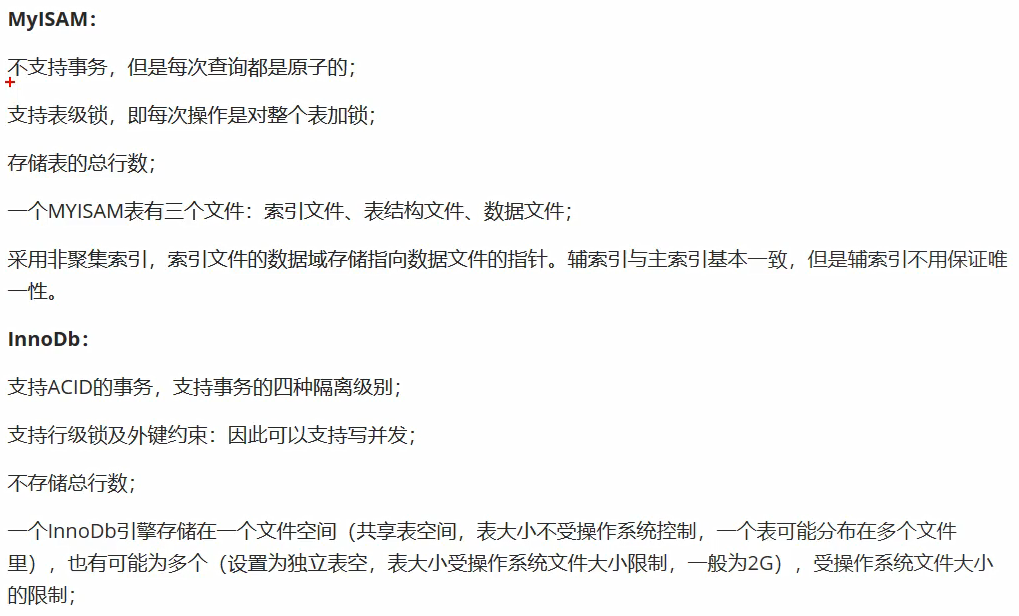 MyISAM：
不支持事务，但是每次查询都是原子的；
支持表级锁，即每次操作是对整个表加锁；
存储表的总行数；
一个MYISAM表有三个文件：索引文件、表结构文件、数据文件；
采用非聚集索引，索引文件的数据域存储指向数据文件的指针。辅索引与主索引基本一致，但是辅索引不用保证唯
一性。
InnoDb：
支持ACID的事务，支持事务的四种隔离级别；
支持行级锁及外键约束：因此可以支持写并发；
不存储总行数；
一个InnoDb引擎存储在一个文件空间（共享表空间，表大小不受操作系统控制，一个表可能分布在多个文件
里），也有可能为多个（设置为独立表空，表大小受操作系统文件大小限制，一般为2G），受操作系统文件大小
的限制；